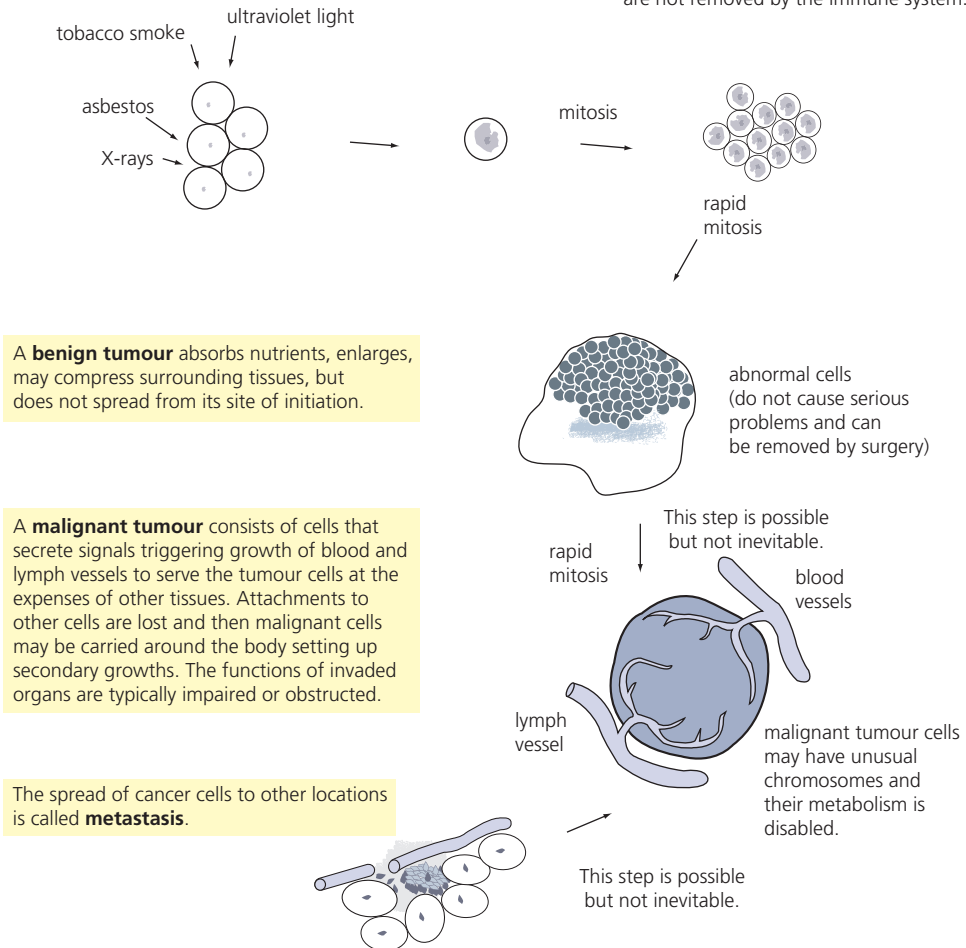 are not removed by the immune system.
ultraviolet light
tobacco smoke
asbestos
X-rays
mitosis
rapid
mitosis
A benign tumour absorbs nutrients, enlarges,
may compress surrounding tissues, but
does not spread from its site of initiation.
abnormal cells
(do not cause serious
problems and can
be removed by surgery)
A malignant tumour consists of cells that
secrete signals triggering growth of blood and
lymph vessels to serve the tumour cells at the
expenses of other tissues. Attachments to
other cells are lost and then malignant cells
may be carried around the body setting up
secondary growths. The functions of invaded
organs are typically impaired or obstructed.
rapid
mitosis
This step is possible
but not inevitable.
blood
vessels
lymph
vessel
malignant tumour cells
may have unusual
chromosomes and
their metabolism is
disabled.
The spread of cancer cells to other locations
is called metastasis.
This step is possible
but not inevitable.